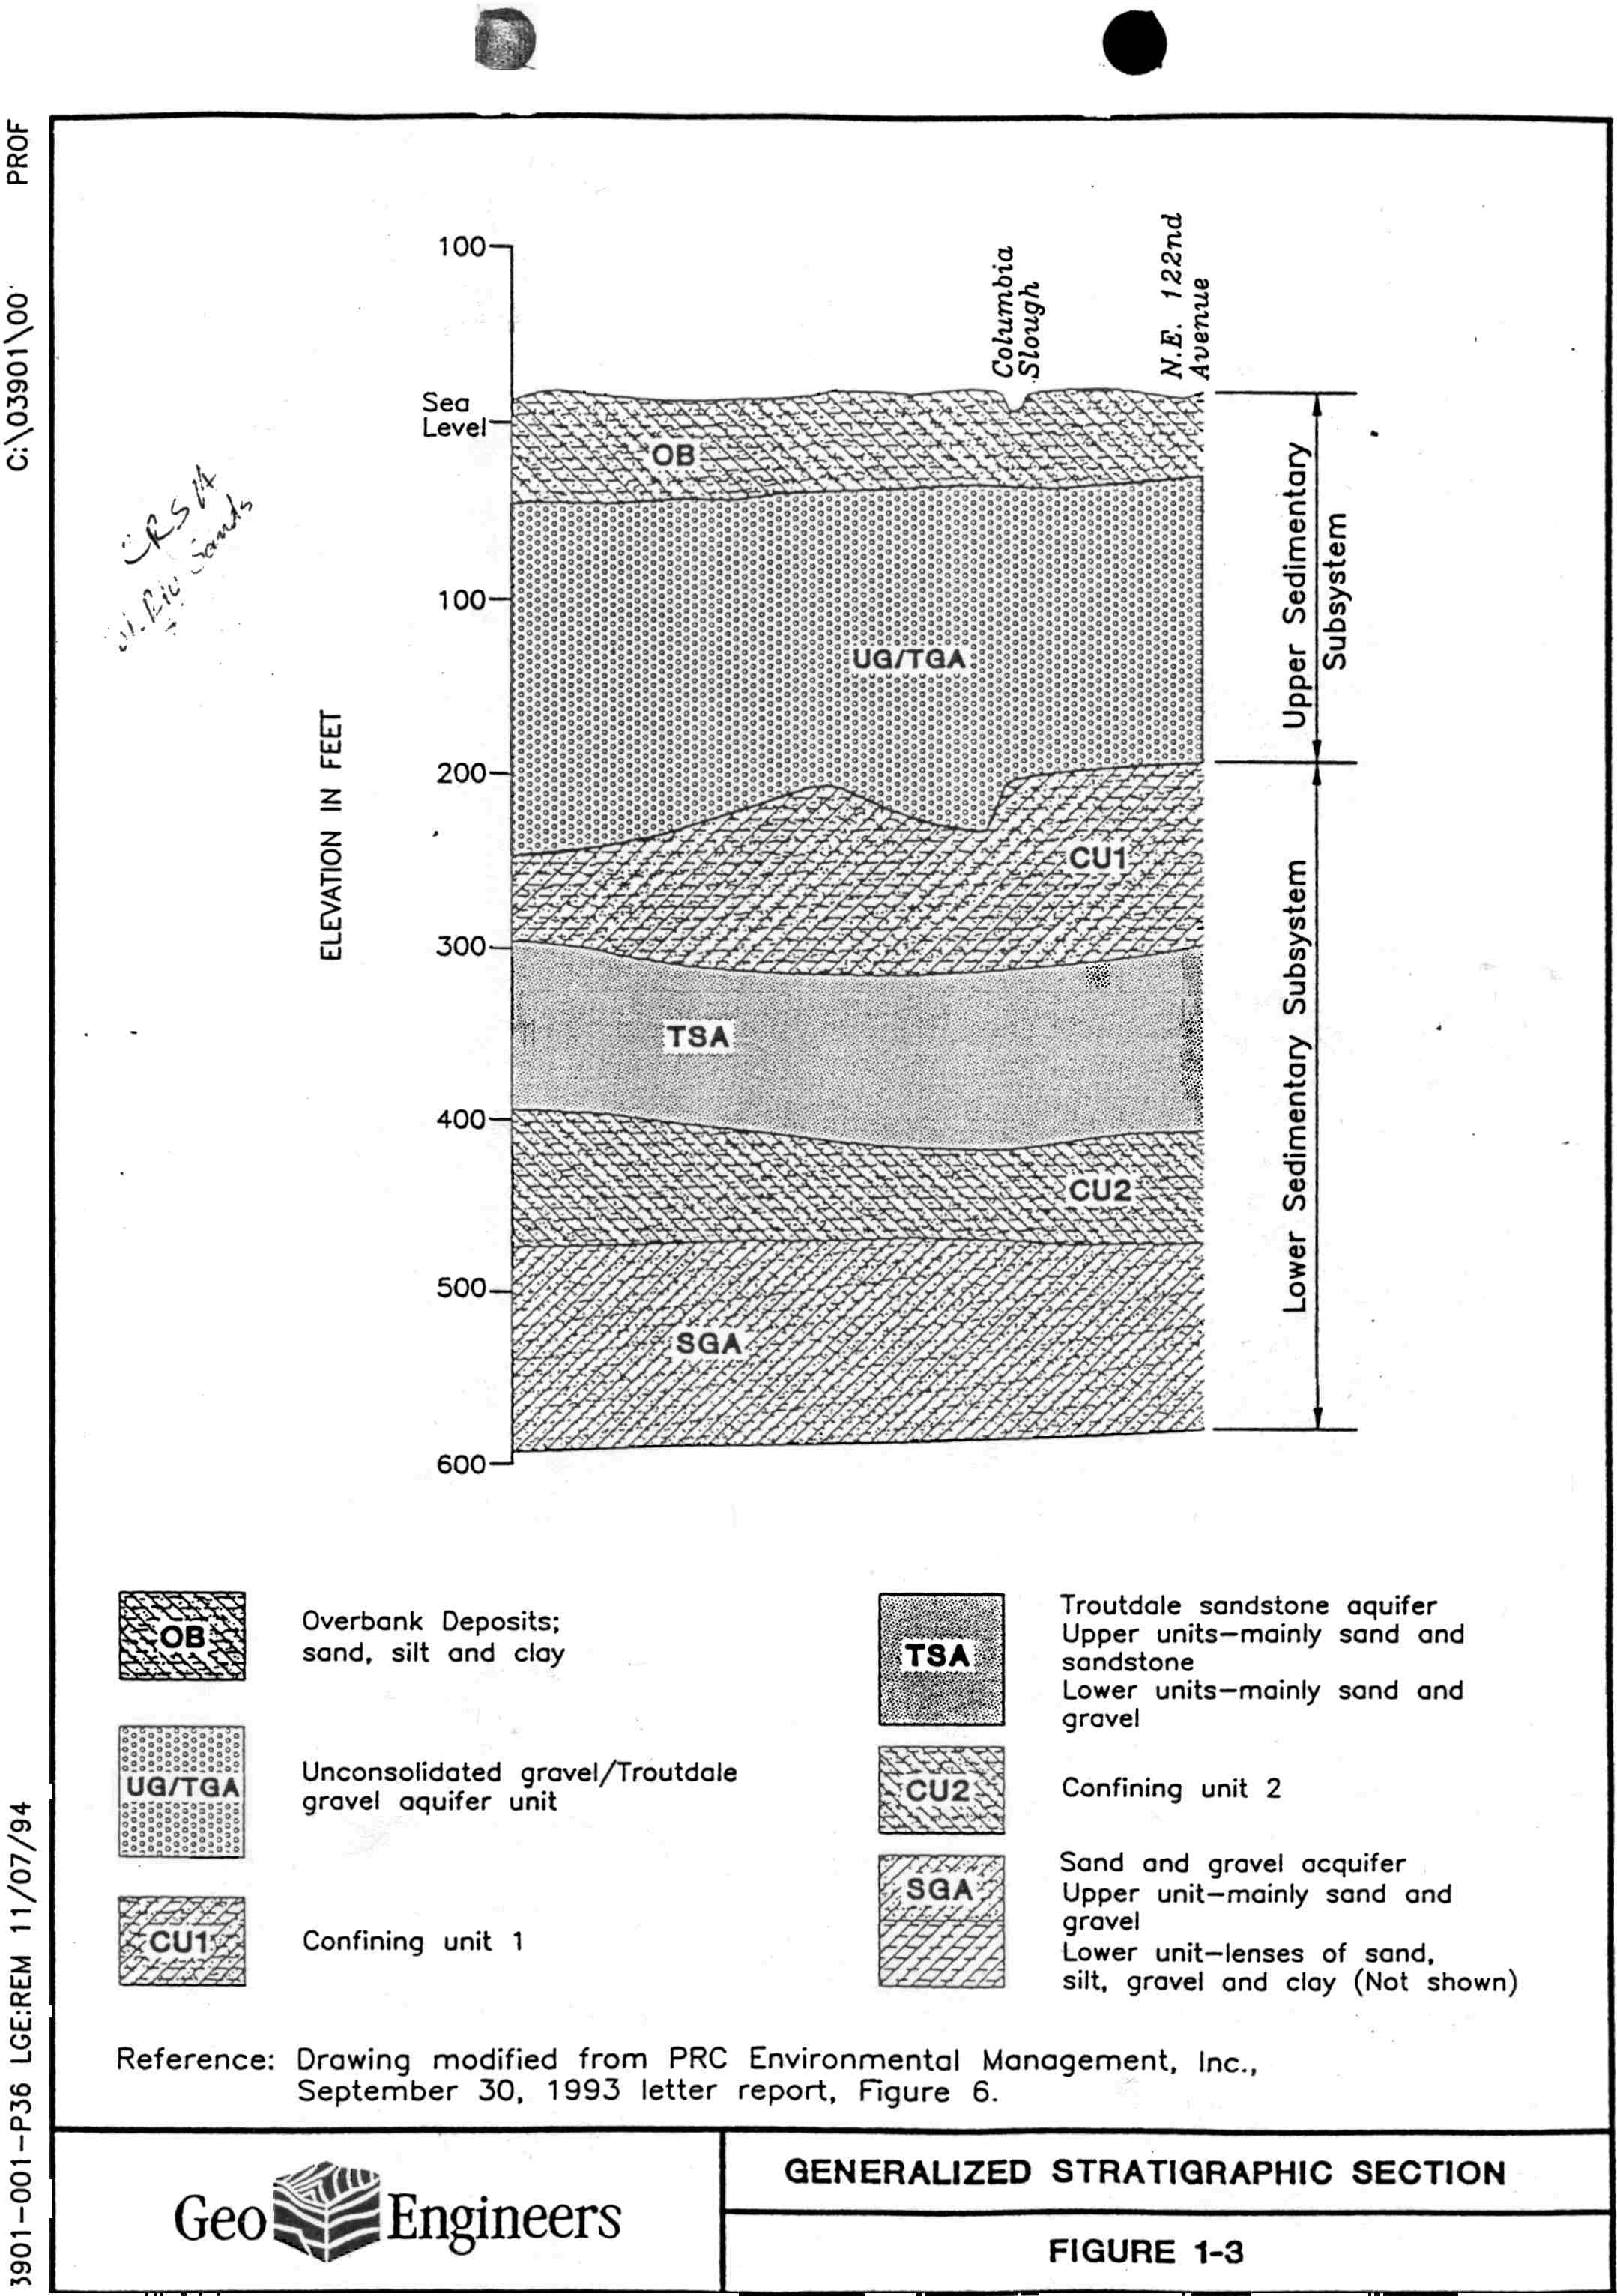 PROF
C:\03901\00
3901-001-P36 LGE:REM 11/07/94
100
Columbia
Slough
N.E. 122nd
Avenue
Sea
Level
OB
CRSA
Sands
100
UG/TGA
Upper Sedimentary
Subsystem
ELEVATION IN FEET
200
CU1
300
TSA
Lower Sedimentary Subsystem
400
CU2
500
SGA
600
OB
Overbank Deposits;
sand, silt and clay
UG/TGA
Unconsolidated gravel/Troutdale
gravel aquifer unit
CU1
Confining unit 1
TSA
Troutdale sandstone aquifer
Upper units-mainly sand and
sandstone
Lower units-mainly sand and
gravel
CU2
Confining unit 2
SGA
Sand and gravel acquifer
Upper unit-mainly sand and
gravel
Lower unit-lenses of sand,
silt, gravel and clay (Not shown)
Reference: Drawing modified from PRC Environmental Management, Inc.,
September 30, 1993 letter report, Figure 6.
Geo Engineers
GENERALIZED STRATIGRAPHIC SECTION
FIGURE 1-3